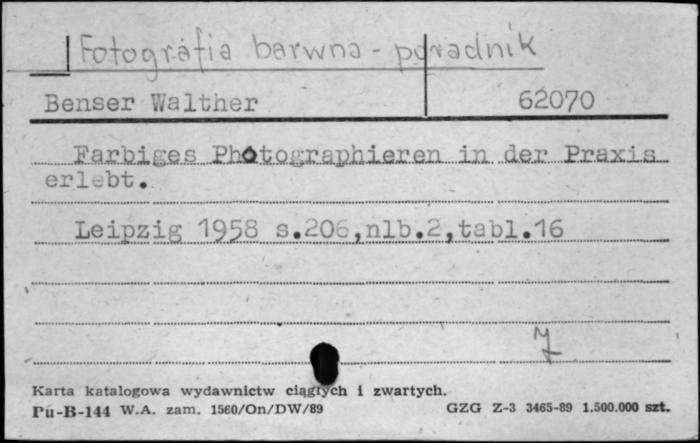 Fotografia barwna - poradnik
Benser Walther 62070
Farbiges Photographieren in der Praxis
erlebt.
Leipzig 1958 s.206,nlb.2,tabl.16
Karta katalogowa wydawnictw ciągłych i zwartych.
Pu-B-144 W.A. zam. 1560/On/DW/89 GZG Z-3 3465-89 1.500.000 szt.